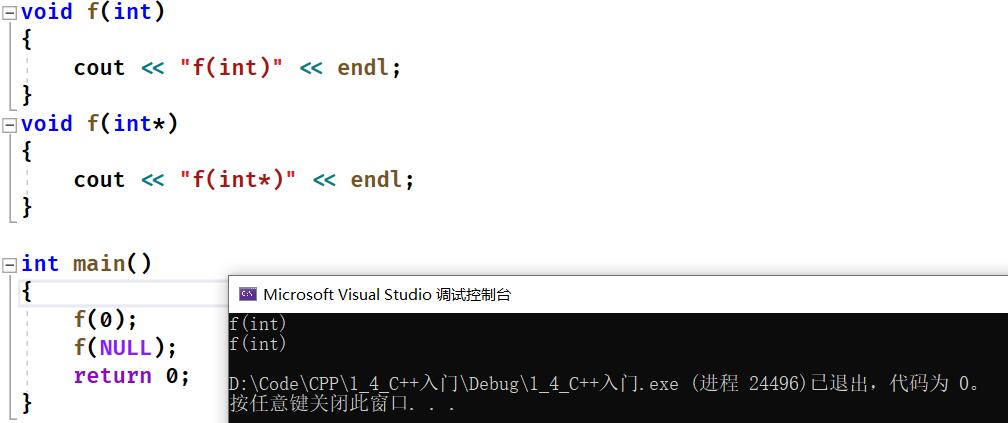 void f(int)
{
    cout << "f(int)" << endl;
}
void f(int*)
{
    cout << "f(int*)" << endl;
}
int main()
{
    f(0);
    f(NULL);
    return 0;
}
Microsoft Visual Studio 调试控制台
f(int)
f(int)
D:\Code\CPP\1_4_C++入门\Debug\1_4_C++入门.exe (进程 24496)已退出，代码为 0。
按任意键关闭此窗口. . .